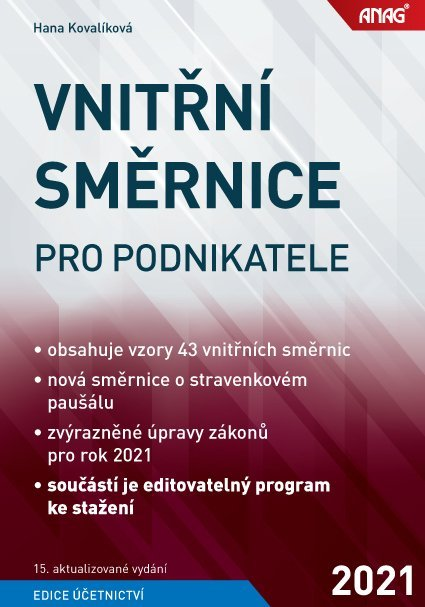 ANAG®
Hana Kovalíková
VNITŘNÍ
SMĚRNICE
PRO PODNIKATELE
• obsahuje vzory 43 vnitřních směrnic
• nová směrnice o stravenkovém
paušálu
• zvýrazněné úpravy zákonů
pro rok 2021
• součástí je editovatelný program
ke stažení
15. aktualizované vydání
EDICE ÚČETNICTVÍ
2021